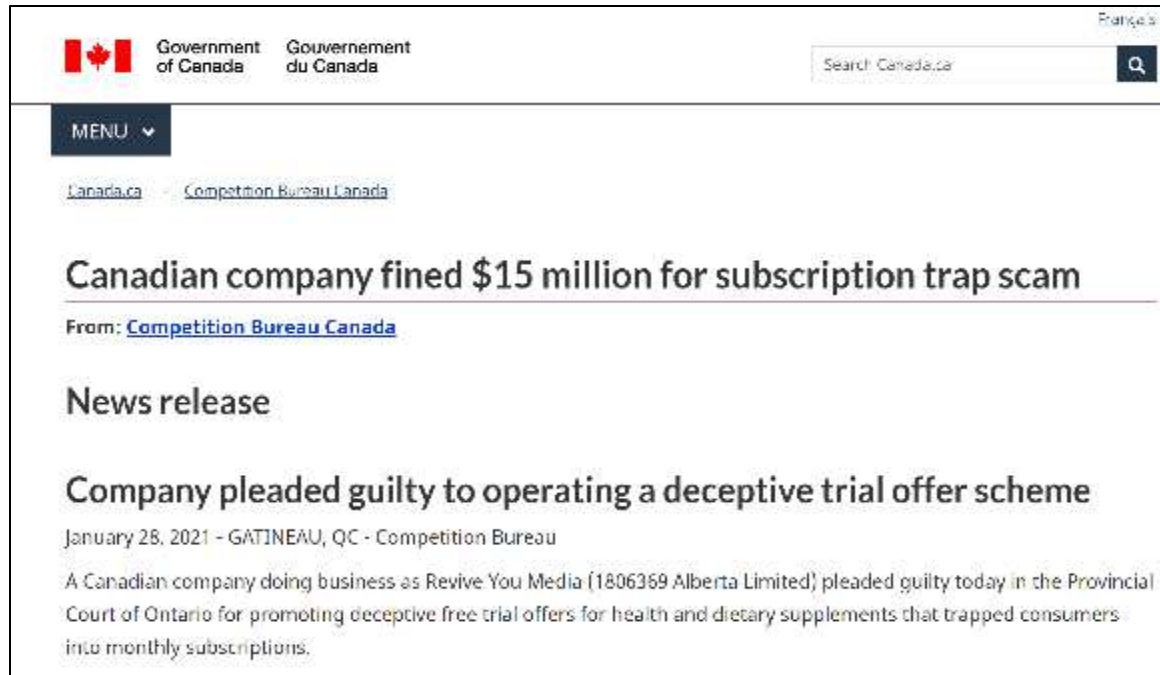 Français
Government of Canada
Gouvernement du Canada
Search Canada.ca
MENU
Canada.ca
Competition Bureau Canada
Canadian company fined $15 million for subscription trap scam
From: Competition Bureau Canada
News release
Company pleaded guilty to operating a deceptive trial offer scheme
January 28, 2021 - GATINEAU, QC - Competition Bureau
A Canadian company doing business as Revive You Media (1806369 Alberta Limited) pleaded guilty today in the Provincial
Court of Ontario for promoting deceptive free trial offers for health and dietary supplements that trapped consumers
into monthly subscriptions.